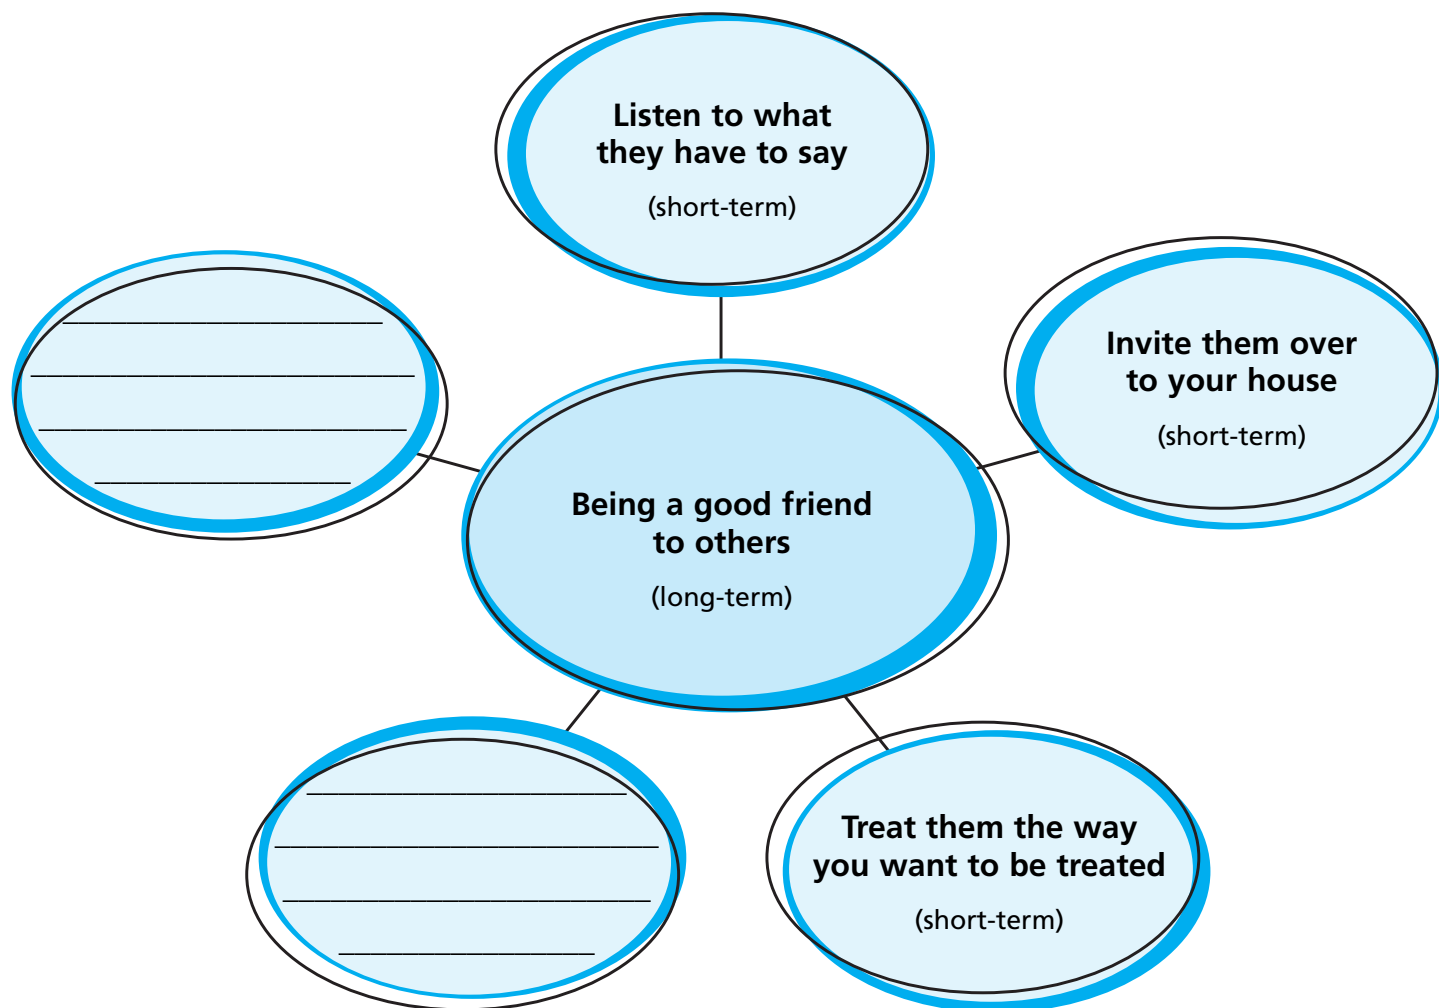 Listen to what
they have to say
(short-term)
Invite them over
to your house
(short-term)
Being a good friend
to others
(long-term)
Treat them the way
you want to be treated
(short-term)